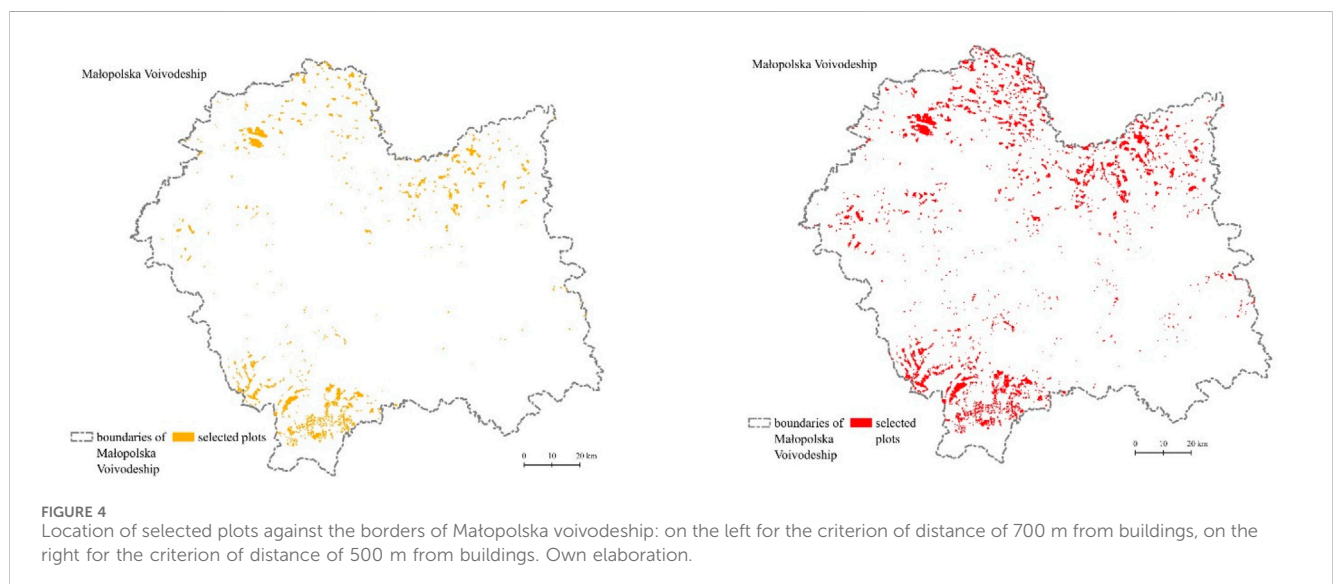 Małopolska Voivodeship
boundaries of
Małopolska
Voivodeship
selected plots
0 10 20 km
Małopolska Voivodeship
boundaries of
Małopolska
Voivodeship
selected
plots
0 10 20 km
FIGURE 4
Location of selected plots against the borders of Małopolska voivodeship: on the left for the criterion of distance of 700 m from buildings, on the
right for the criterion of distance of 500 m from buildings. Own elaboration.